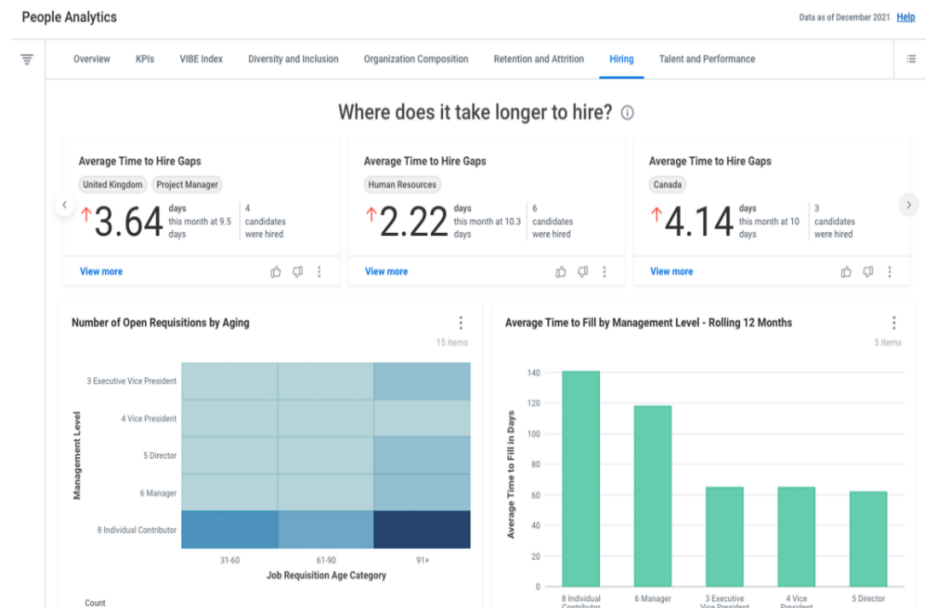 People Analytics
Data as of December 2021 Help
Overview KPIs VIBE Index Diversity and Inclusion Organization Composition Retention and Attrition Hiring Talent and Performance
Where does it take longer to hire?
Average Time to Hire Gaps
United Kingdom Project Manager
3.64 days
this month at 9.5
days
4
candidates
were hired
View more
Average Time to Hire Gaps
Human Resources
2.22 days
this month at 10.3
days
6
candidates
were hired
View more
Average Time to Hire Gaps
Canada
4.14 days
this month at 10
days
3
candidates
were hired
View more
Number of Open Requisitions by Aging
15 items
Management Level
3 Executive Vice President
4 Vice President
5 Director
6 Manager
8 Individual Contributor
31-60 61-90 91+
Job Requisition Age Category
Count
Average Time to Fill by Management Level - Rolling 12 Months
5 items
Average Time to Fill in Days
140
120
100
80
60
40
20
0
8 Individual
Contributor
6 Manager
3 Executive
Vice President
4 Vice
President
5 Director